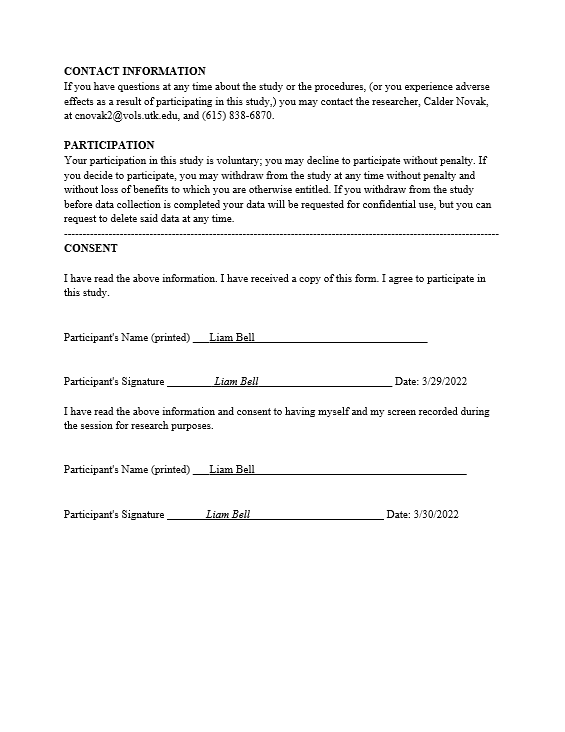 CONTACT INFORMATION
If you have questions at any time about the study or the procedures, (or you experience adverse
effects as a result of participating in this study,) you may contact the researcher, Calder Novak,
at cnovak2@vols.utk.edu, and (615) 838-6870.
PARTICIPATION
Your participation in this study is voluntary; you may decline to participate without penalty. If
you decide to participate, you may withdraw from the study at any time without penalty and
without loss of benefits to which you are otherwise entitled. If you withdraw from the study
before data collection is completed your data will be requested for confidential use, but you can
request to delete said data at any time.
CONSENT
I have read the above information. I have received a copy of this form. I agree to participate in
this study.
Participant's Name (printed) Liam Bell
Participant's Signature Liam Bell Date: 3/29/2022
I have read the above information and consent to having myself and my screen recorded during
the session for research purposes.
Participant's Name (printed) Liam Bell
Participant's Signature Liam Bell Date: 3/30/2022